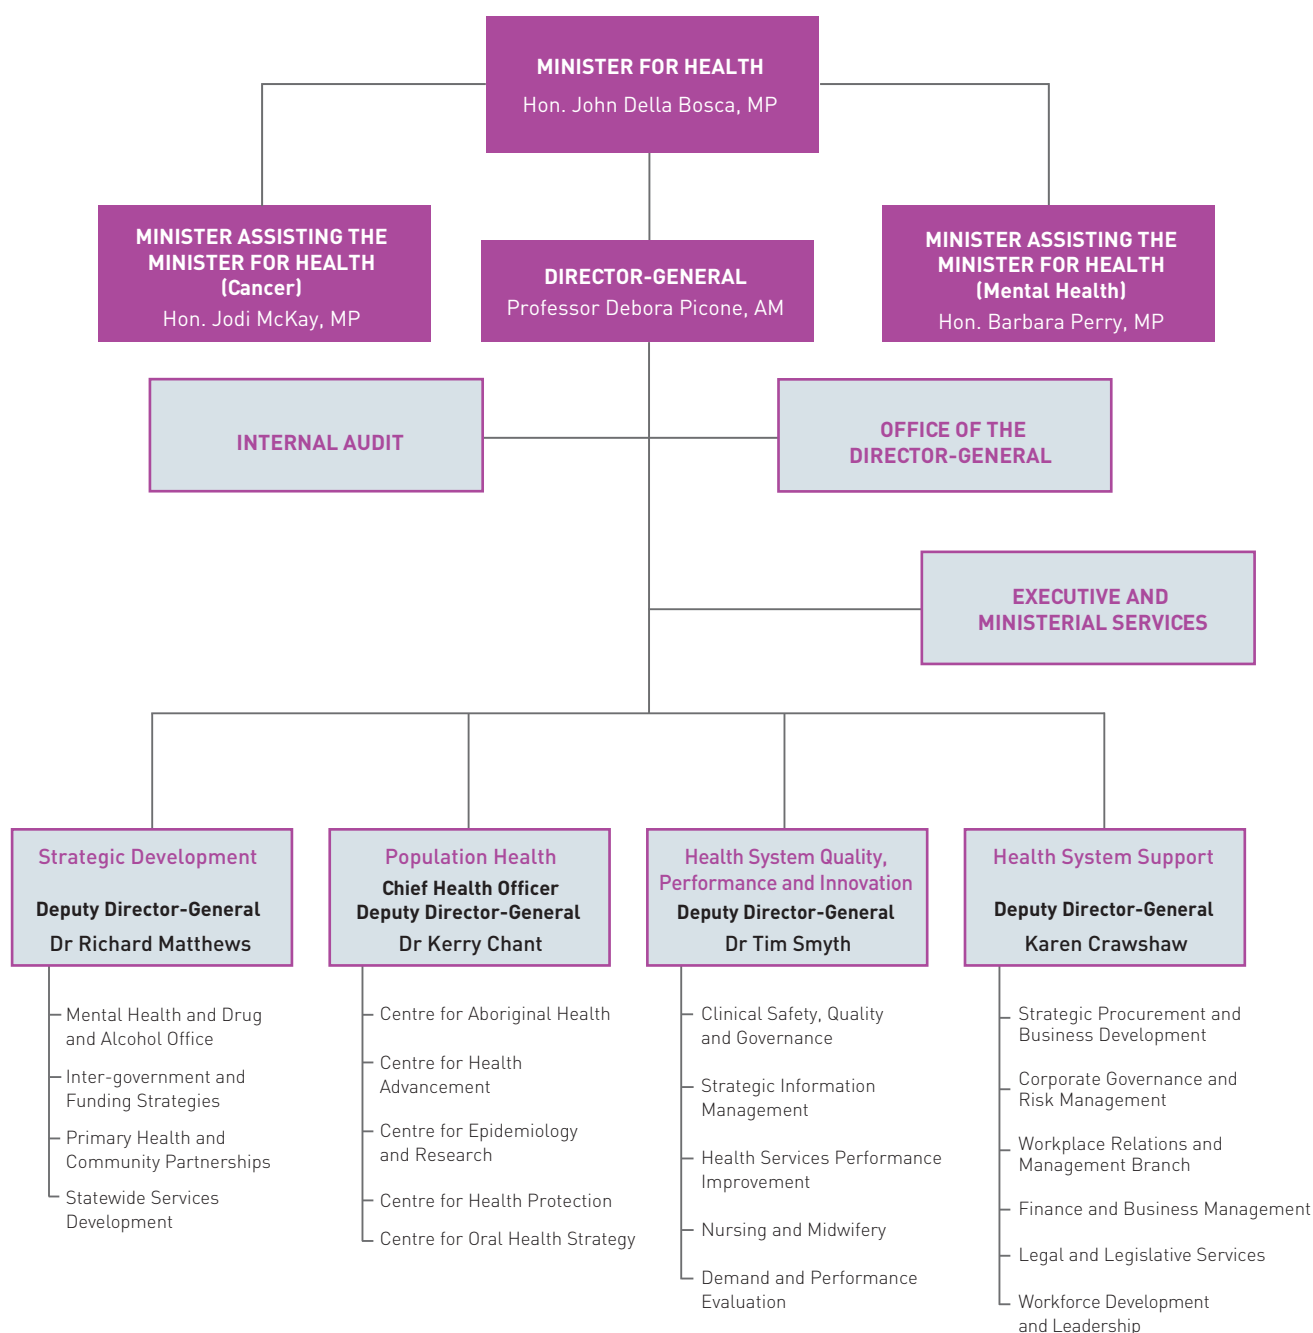 MINISTER FOR HEALTH
Hon. John Della Bosca, MP
MINISTER ASSISTING THE
MINISTER FOR HEALTH
(Cancer)
Hon. Jodi McKay, MP
DIRECTOR-GENERAL
Professor Debora Picone, AM
MINISTER ASSISTING THE
MINISTER FOR HEALTH
(Mental Health)
Hon. Barbara Perry, MP
INTERNAL AUDIT
OFFICE OF THE
DIRECTOR-GENERAL
EXECUTIVE AND
MINISTERIAL SERVICES
Strategic Development
Deputy Director-General
Dr Richard Matthews
Mental Health and Drug
and Alcohol Office
Inter-government and
Funding Strategies
Primary Health and
Community Partnerships
Statewide Services
Development
Population Health
Chief Health Officer
Deputy Director-General
Dr Kerry Chant
Centre for Aboriginal Health
Centre for Health
Advancement
Centre for Epidemiology
and Research
Centre for Health Protection
Centre for Oral Health Strategy
Health System Quality,
Performance and Innovation
Deputy Director-General
Dr Tim Smyth
Clinical Safety, Quality
and Governance
Strategic Information
Management
Health Services Performance
Improvement
Nursing and Midwifery
Demand and Performance
Evaluation
Health System Support
Deputy Director-General
Karen Crawshaw
Strategic Procurement and
Business Development
Corporate Governance and
Risk Management
Workplace Relations and
Management Branch
Finance and Business Management
Legal and Legislative Services
Workforce Development
and Leadership